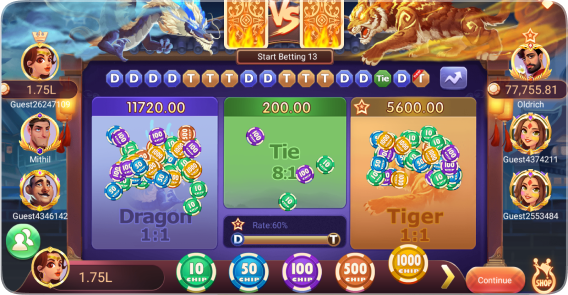 VS
Start Betting 13
D D D D T T T D D T T T D D Tie D T
1.75L
Guest26247109
11720.00
200.00
5600.00
77,755.81
Oldrich
Mithil
Guest4346142
Tie
8:1
Dragon
1:1
Tiger
1:1
Guest4374211
Guest2553484
Rate:60%
D T
1.75L
10 CHIP
50 CHIP
100 CHIP
500 CHIP
1000 CHIP
Continue
SHOP